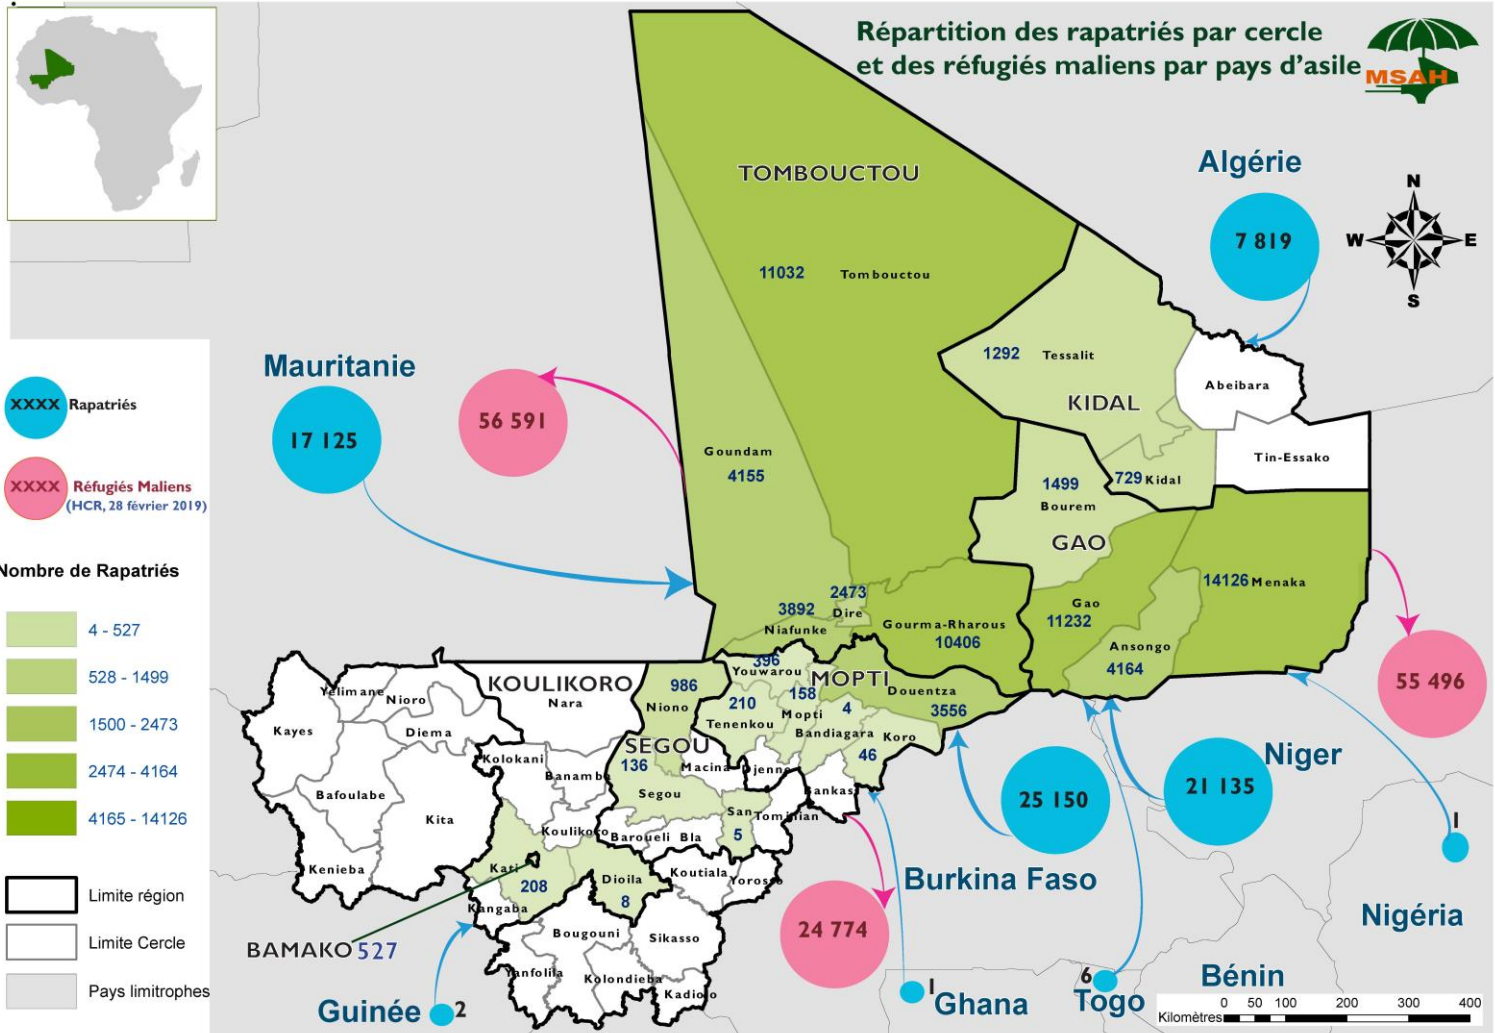 Répartition des rapatriés par cercle
et des réfugiés maliens par pays d'asile
MSAH
N
W
E
S
Algérie
7 819
TOMBOUCTOU
11032
Tombouctou
1292
Tessalit
KIDAL
Abeibara
Tin-Essako
729
Kidal
Mauritanie
17 125
56 591
XXXX Rapatriés
XXXX Réfugiés Maliens
(HCR, 28 février 2019)
Nombre de Rapatriés
4 - 527
528 - 1499
1500 - 2473
2474 - 4164
4165 - 14126
Limite région
Limite Cercle
Pays limitrophes
Goundam
4155
1499
Bourem
GAO
14126 Menaka
Gao
11232
Ansongo
4164
2473
Dire
3892
Niafunke
Gourma-Rharous
10406
396
Youwarou
MOPTI
Douentza
3556
158
Mopti
210
Tenenkou
4
Bandiagara
Koro
46
Djenne
Bankass
KOULIKORO
Nara
986
Niono
SEGOU
136
Macina
Segou
San
5
Tominian
Baroueli
Bla
Yelimane
Nioro
Kayes
Diema
Bafoulabe
Kita
Kenieba
Kolokani
Banamba
Koulikoro
Kati
208
Dioila
8
Kangaba
Koutiala
Yorosso
Bougouni
Sikasso
Yanfolila
Kolondieba
Kadiolo
BAMAKO 527
Guinée
2
24 774
Burkina Faso
25 150
21 135
Niger
55 496
1
Nigéria
1
Ghana
6
Togo
Bénin
Kilomètres
0 50 100 200 300 400